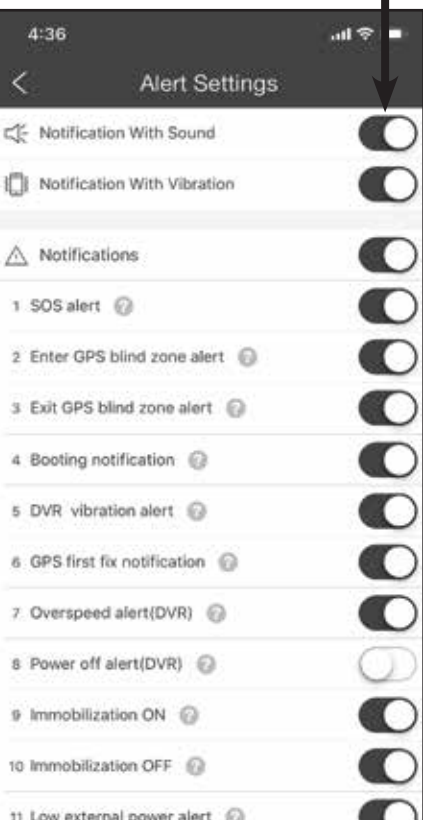 4:36
Alert Settings
Notification With Sound
Notification With Vibration
Notifications
1 SOS alert ?
2 Enter GPS blind zone alert ?
3 Exit GPS blind zone alert ?
4 Booting notification ?
5 DVR vibration alert ?
6 GPS first fix notification ?
7 Overspeed alert(DVR) ?
8 Power off alert(DVR) ?
9 Immobilization ON ?
10 Immobilization OFF ?
11 Low external power alert ?